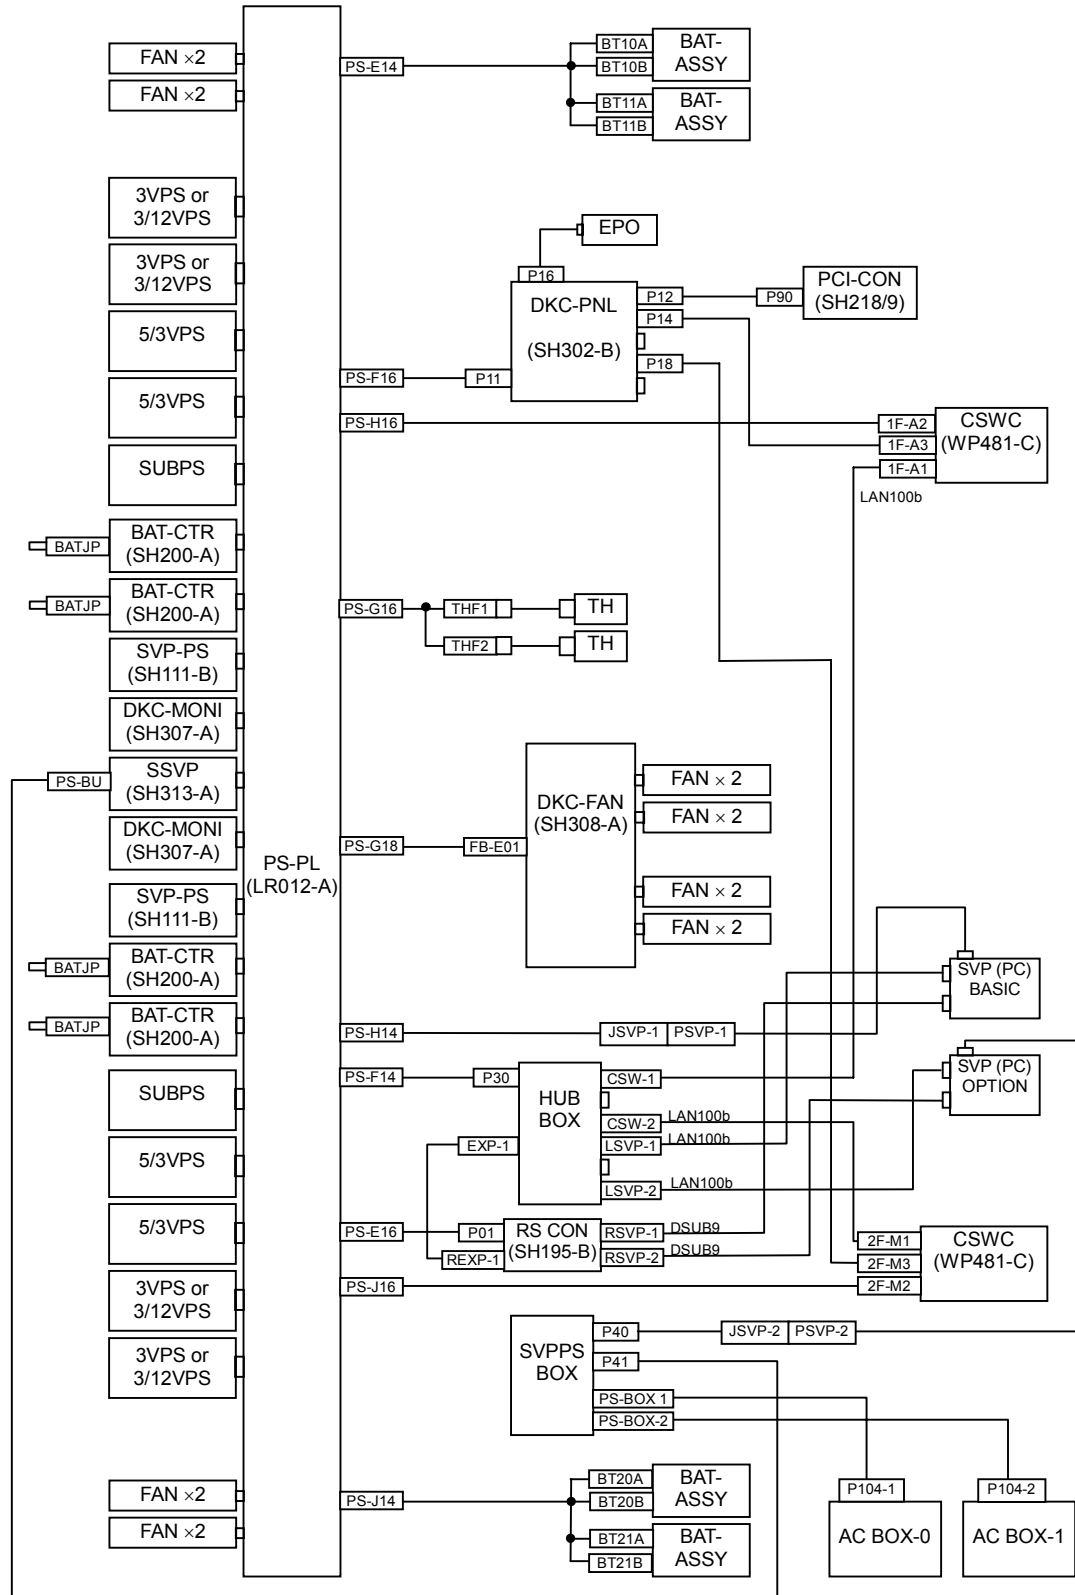 FAN ×2
FAN ×2
3VPS or
3/12VPS
3VPS or
3/12VPS
5/3VPS
5/3VPS
SUBPS
BATJP
BAT-CTR
(SH200-A)
BATJP
BAT-CTR
(SH200-A)
SVP-PS
(SH111-B)
DKC-MONI
(SH307-A)
PS-BU
SSVP
(SH313-A)
DKC-MONI
(SH307-A)
SVP-PS
(SH111-B)
BATJP
BAT-CTR
(SH200-A)
BATJP
BAT-CTR
(SH200-A)
SUBPS
5/3VPS
5/3VPS
3VPS or
3/12VPS
3VPS or
3/12VPS
FAN ×2
FAN ×2
PS-PL
(LR012-A)
PS-E14
BT10A
BT10B
BAT-
ASSY
BT11A
BT11B
BAT-
ASSY
EPO
P16
DKC-PNL
(SH302-B)
P12
P14
P18
P90
PCI-CON
(SH218/9)
PS-F16
P11
PS-H16
1F-A2
1F-A3
1F-A1
CSWC
(WP481-C)
LAN100b
PS-G16
THF1
TH
THF2
TH
DKC-FAN
(SH308-A)
FAN × 2
FAN × 2
FAN × 2
FAN × 2
PS-G18
FB-E01
SVP (PC)
BASIC
PS-H14
JSVP-1
PSVP-1
SVP (PC)
OPTION
PS-F14
P30
HUB
BOX
CSW-1
CSW-2
LAN100b
EXP-1
LSVP-1
LAN100b
LSVP-2
LAN100b
PS-E16
P01
REXP-1
RS CON
(SH195-B)
RSVP-1
DSUB9
RSVP-2
DSUB9
2F-M1
2F-M3
2F-M2
CSWC
(WP481-C)
PS-J16
SVPPS
BOX
P40
P41
JSVP-2
PSVP-2
PS-BOX 1
PS-BOX-2
PS-J14
BT20A
BT20B
BAT-
ASSY
BT21A
BT21B
BAT-
ASSY
P104-1
AC BOX-0
P104-2
AC BOX-1